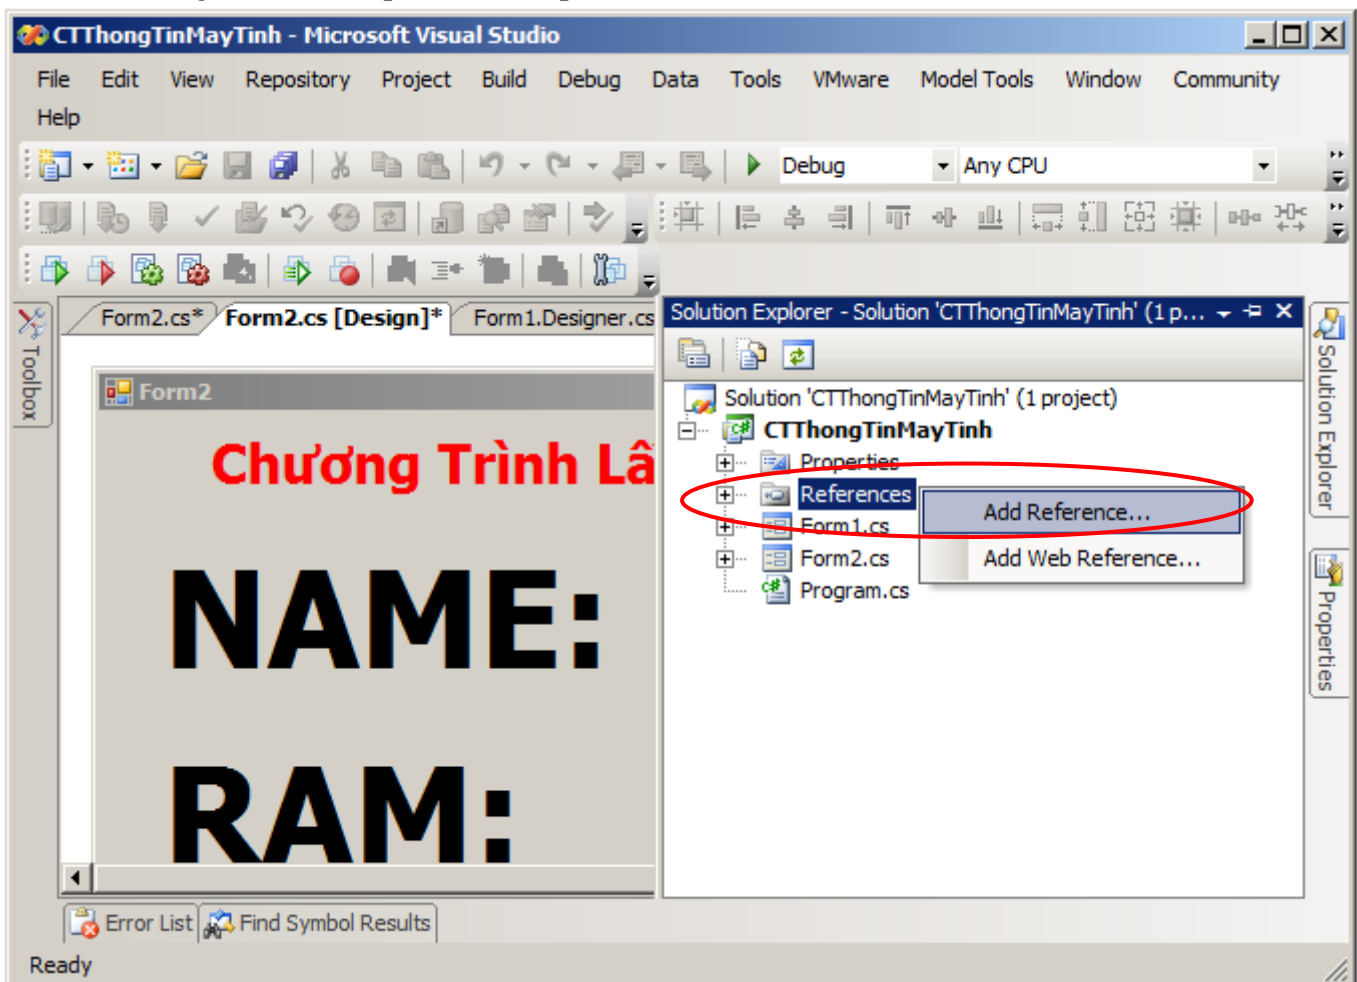 CTThongTinMayTinh - Microsoft Visual Studio
File Edit View Repository Project Build Debug Data Tools VMware Model Tools Window Community
Help
Debug Any CPU
Form2.cs* Form2.cs [Design]* Form1.Designer.cs
Solution Explorer - Solution 'CTThongTinMayTinh' (1 p...
Toolbox
Form2
Chương Trình Lấ
NAME:
RAM:
Solution 'CTThongTinMayTinh' (1 project)
CTThongTinMayTinh
Properties
References
Add Reference...
Form1.cs
Form2.cs
Add Web Reference...
Program.cs
Solution Explorer
Properties
Error List Find Symbol Results
Ready